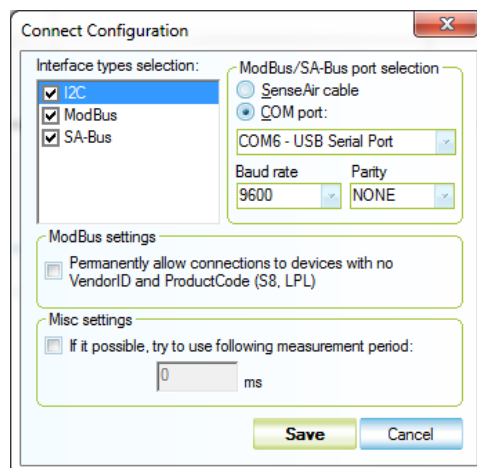 Connect Configuration
Interface types selection:
I2C
ModBus
SA-Bus
ModBus/SA-Bus port selection
SenseAir cable
COM port:
COM6 - USB Serial Port
Baud rate
Parity
9600
NONE
ModBus settings
Permanently allow connections to devices with no
VendorID and ProductCode (S8, LPL)
Misc settings
If it possible, try to use following measurement period:
0
ms
Save
Cancel